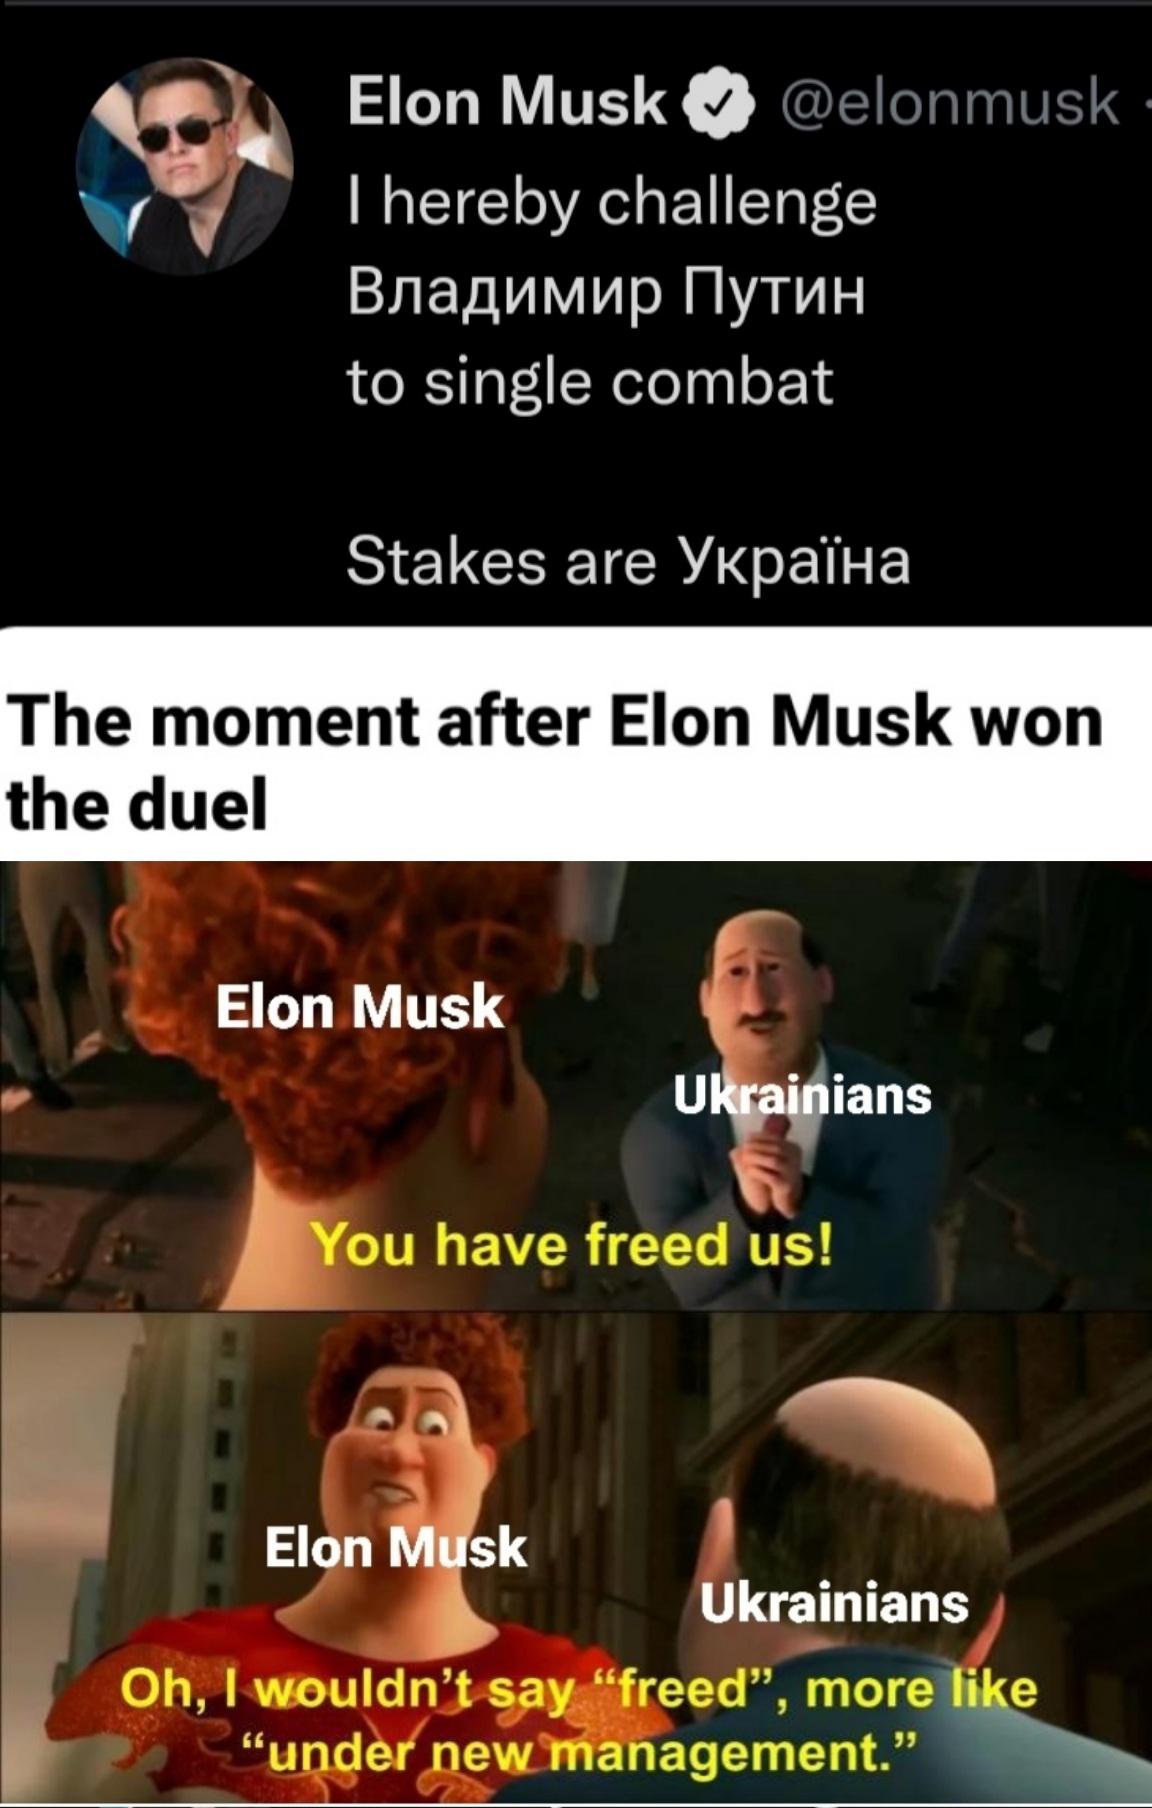 Elon Musk @elonmusk ·
I hereby challenge
Владимир Путин
to single combat
Stakes are Україна
The moment after Elon Musk won
the duel
Elon Musk
Ukrainians
You have freed us!
Elon Musk
Ukrainians
Oh, I wouldn't say “freed”, more like
“under new management.”